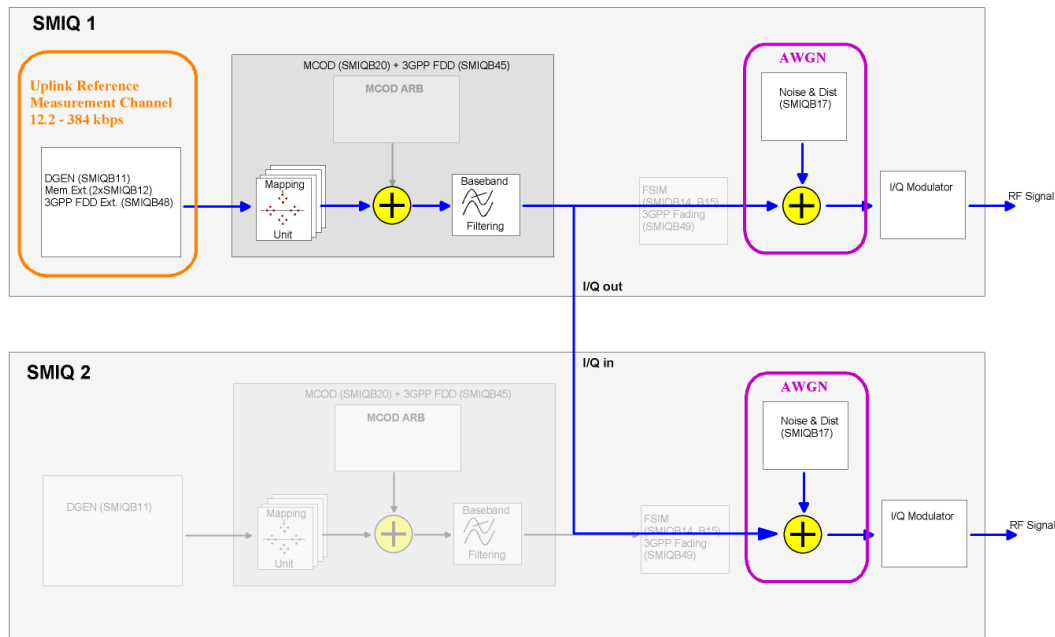 SMIQ 1
Uplink Reference
Measurement Channel
12.2 - 384 kbps
DGEN (SMIQB11)
Mem.Ext.(2xSMIQB12)
3GPP FDD Ext. (SMIQB48)
MCOD (SMIQB20) + 3GPP FDD (SMIQB45)
MCOD ARB
Mapping
Unit
Baseband
Filtering
FSIM
(SMIQB14, B15)
3GPP Fading
(SMIQB49)
AWGN
Noise & Dist
(SMIQB17)
I/Q Modulator
RF Signal
I/Q out
I/Q in
SMIQ 2
DGEN (SMIQB11)
MCOD (SMIQB20) + 3GPP FDD (SMIQB45)
MCOD ARB
Mapping
Unit
Baseband
Filtering
FSIM
(SMIQB14, B15)
3GPP Fading
(SMIQB49)
AWGN
Noise & Dist
(SMIQB17)
I/Q Modulator
RF Signal